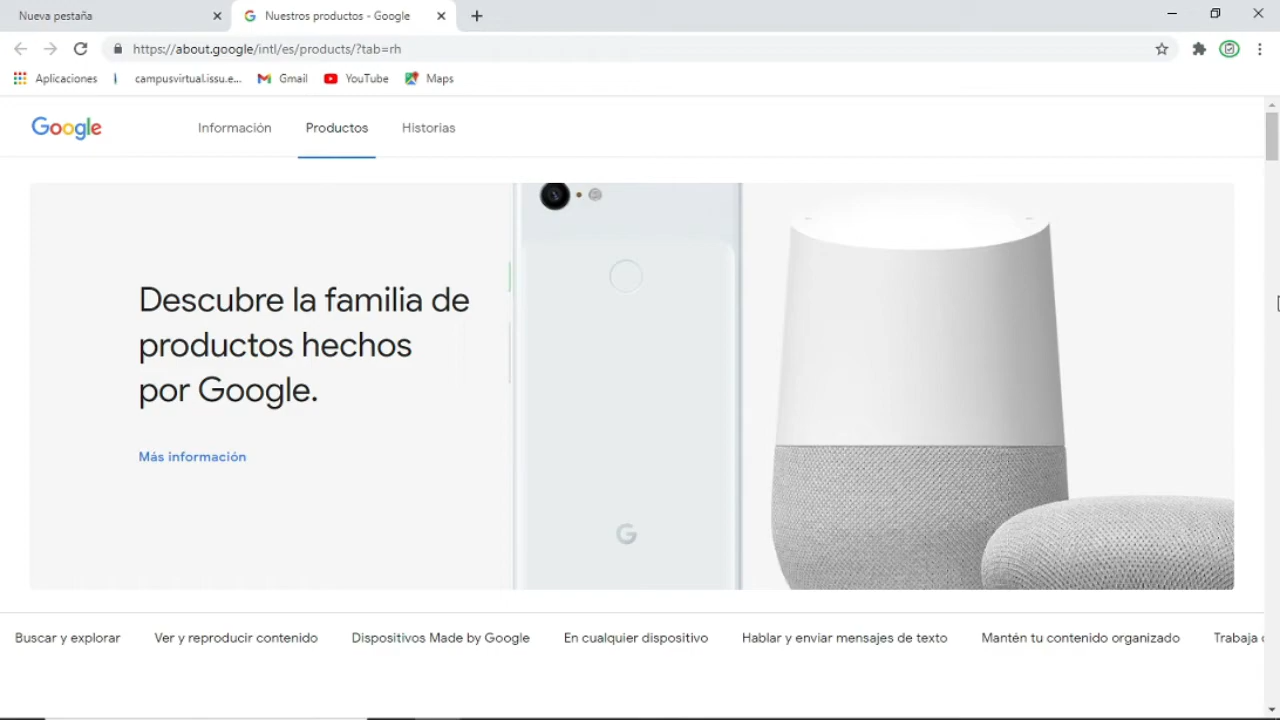 Nueva pestaña
Nuestros productos - Google
https://about.google/intl/es/products/?tab=rh
Aplicaciones campusvirtual.issu.e... Gmail YouTube Maps
Google Información Productos Historias
Descubre la familia de
productos hechos
por Google.
Más información
G
Buscar y explorar Ver y reproducir contenido Dispositivos Made by Google En cualquier dispositivo Hablar y enviar mensajes de texto Mantén tu contenido organizado Trabaja